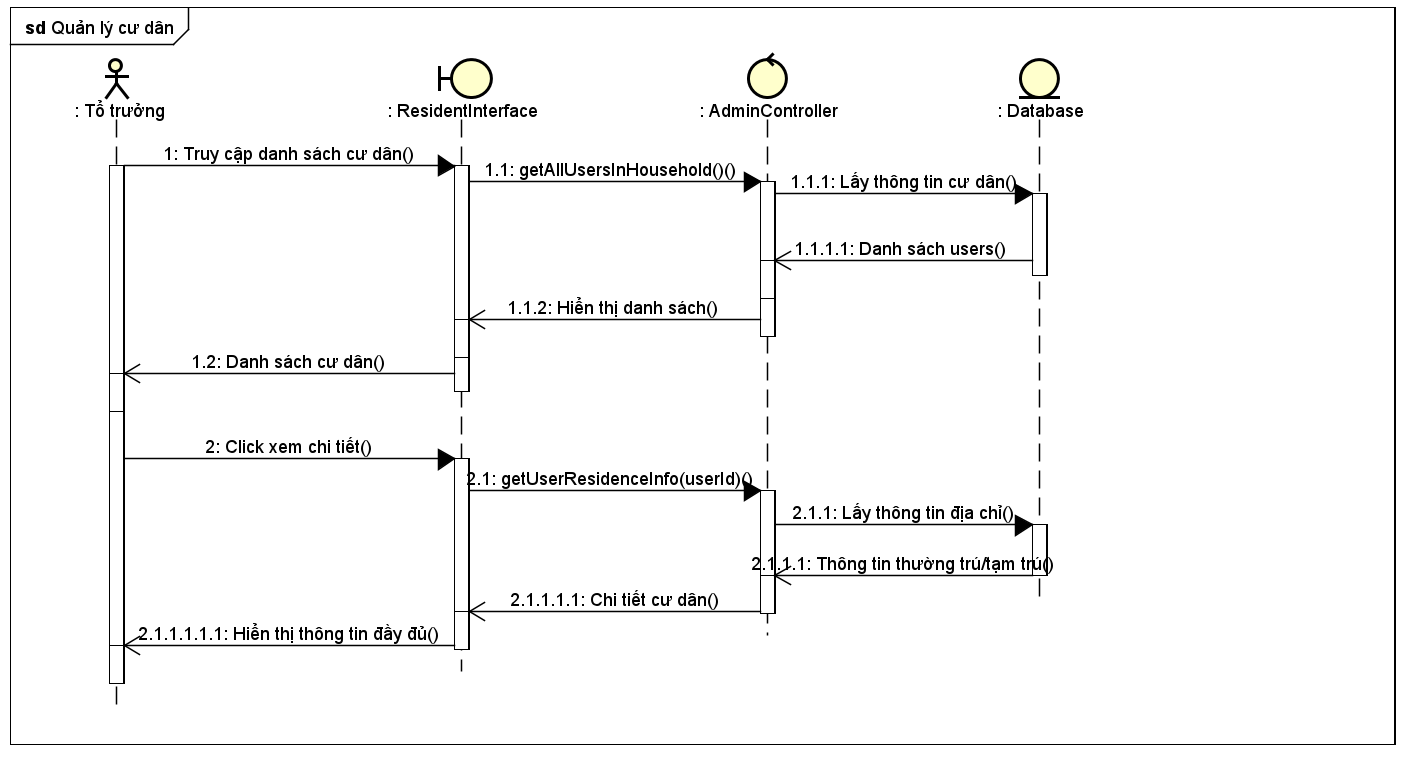 sd Quản lý cư dân
: Tổ trưởng
: ResidentInterface
: AdminController
: Database
1: Truy cập danh sách cư dân()
1.1: getAllUsersInHousehold()()
1.1.1: Lấy thông tin cư dân()
1.1.1.1: Danh sách users()
1.1.2: Hiển thị danh sách()
1.2: Danh sách cư dân()
2: Click xem chi tiết()
2.1: getUserResidenceInfo(userId)()
2.1.1: Lấy thông tin địa chỉ()
2.1.1.1: Thông tin thường trú/tạm trú()
2.1.1.1.1: Chi tiết cư dân()
2.1.1.1.1.1: Hiển thị thông tin đầy đủ()